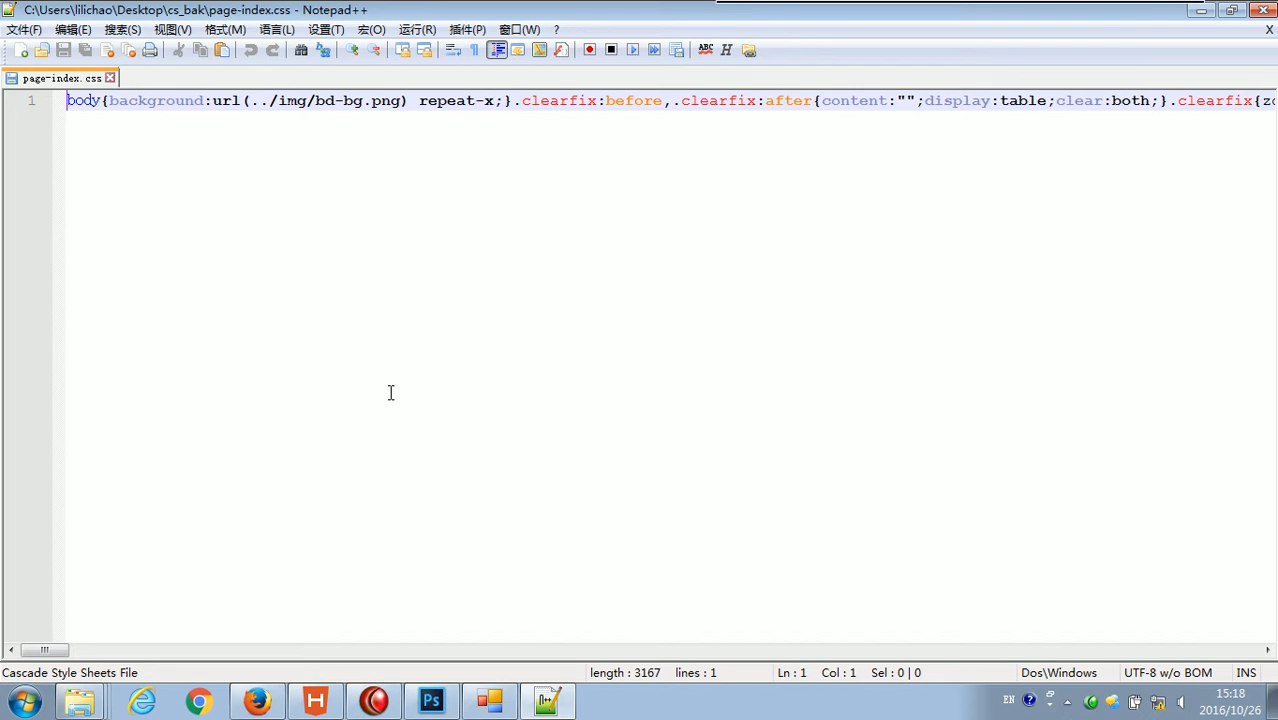 C:\Users\lilichao\Desktop\cs_bak\page-index.css - Notepad++
文件(F) 编辑(E) 搜索(S) 视图(V) 格式(M) 语言(L) 设置(T) 宏(O) 运行(R) 插件(P) 窗口(W) ? X
ABC H
page-index.css
1 body{background:url(../img/bd-bg.png) repeat-x;}.clearfix:before,.clearfix:after{content:"";display:table;clear:both;}.clearfix{zo
Cascade Style Sheets File length : 3167 lines : 1 Ln : 1 Col : 1 Sel : 0 | 0 Dos\Windows UTF-8 w/o BOM INS
H Ps EN 15:18
2016/10/26